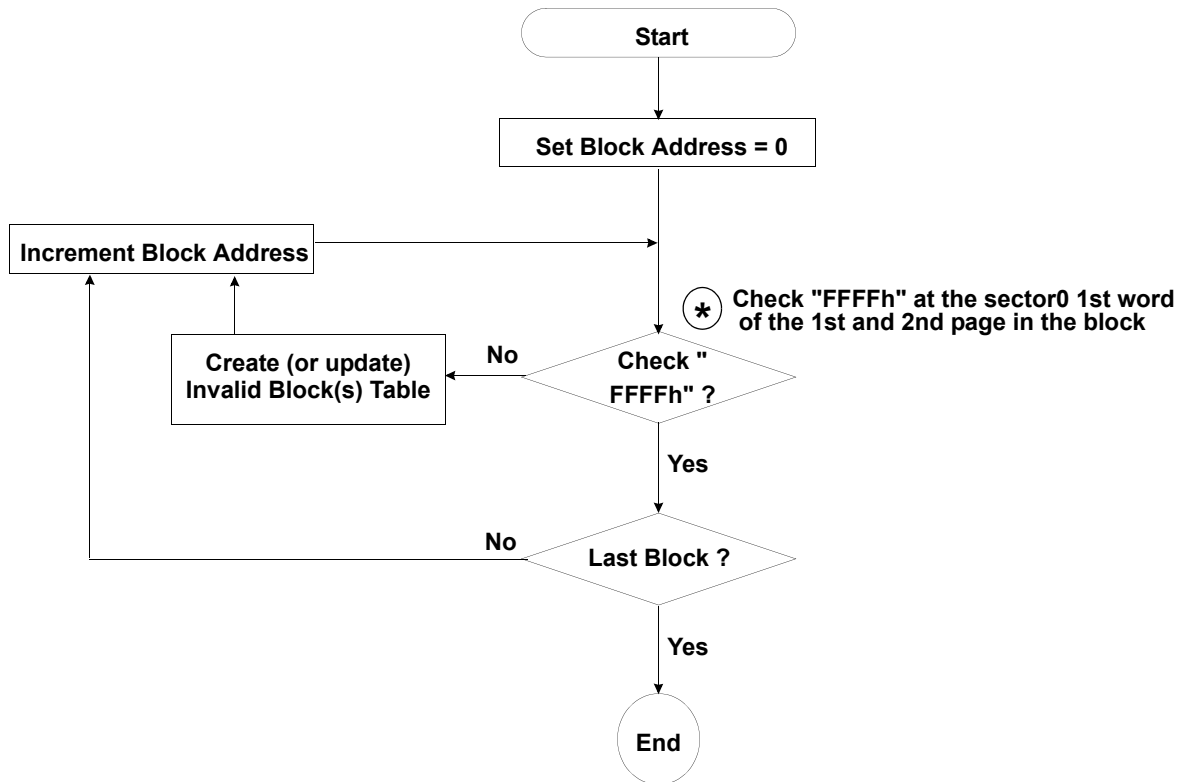 Start
Set Block Address = 0
Increment Block Address
* Check "FFFFh" at the sector0 1st word
of the 1st and 2nd page in the block
No
Check "
FFFFh" ?
Create (or update)
Invalid Block(s) Table
Yes
No
Last Block ?
Yes
End